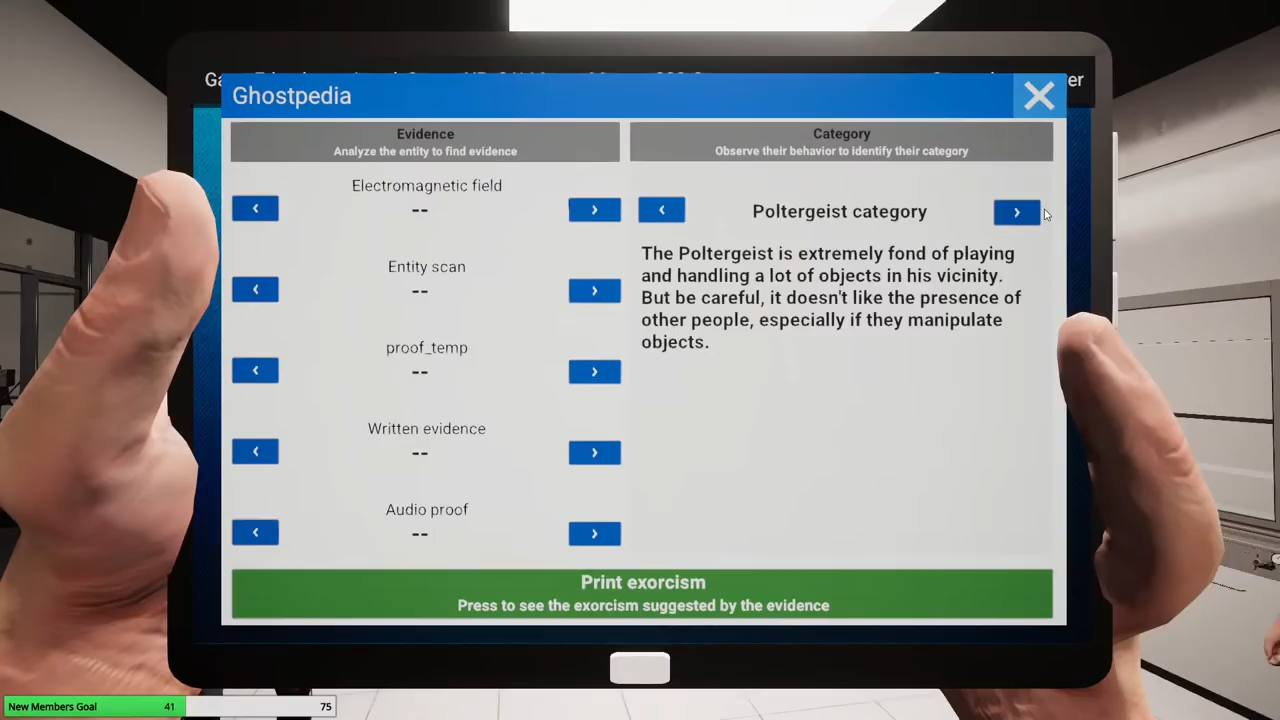 Ghostpedia
Evidence
Analyze the entity to find evidence
Category
Observe their behavior to identify their category
Electromagnetic field
--
Poltergeist category
The Poltergeist is extremely fond of playing
and handling a lot of objects in his vicinity.
But be careful, it doesn't like the presence of
other people, especially if they manipulate
objects.
Entity scan
--
proof_temp
--
Written evidence
--
Audio proof
--
Print exorcism
Press to see the exorcism suggested by the evidence
New Members Goal 41 75